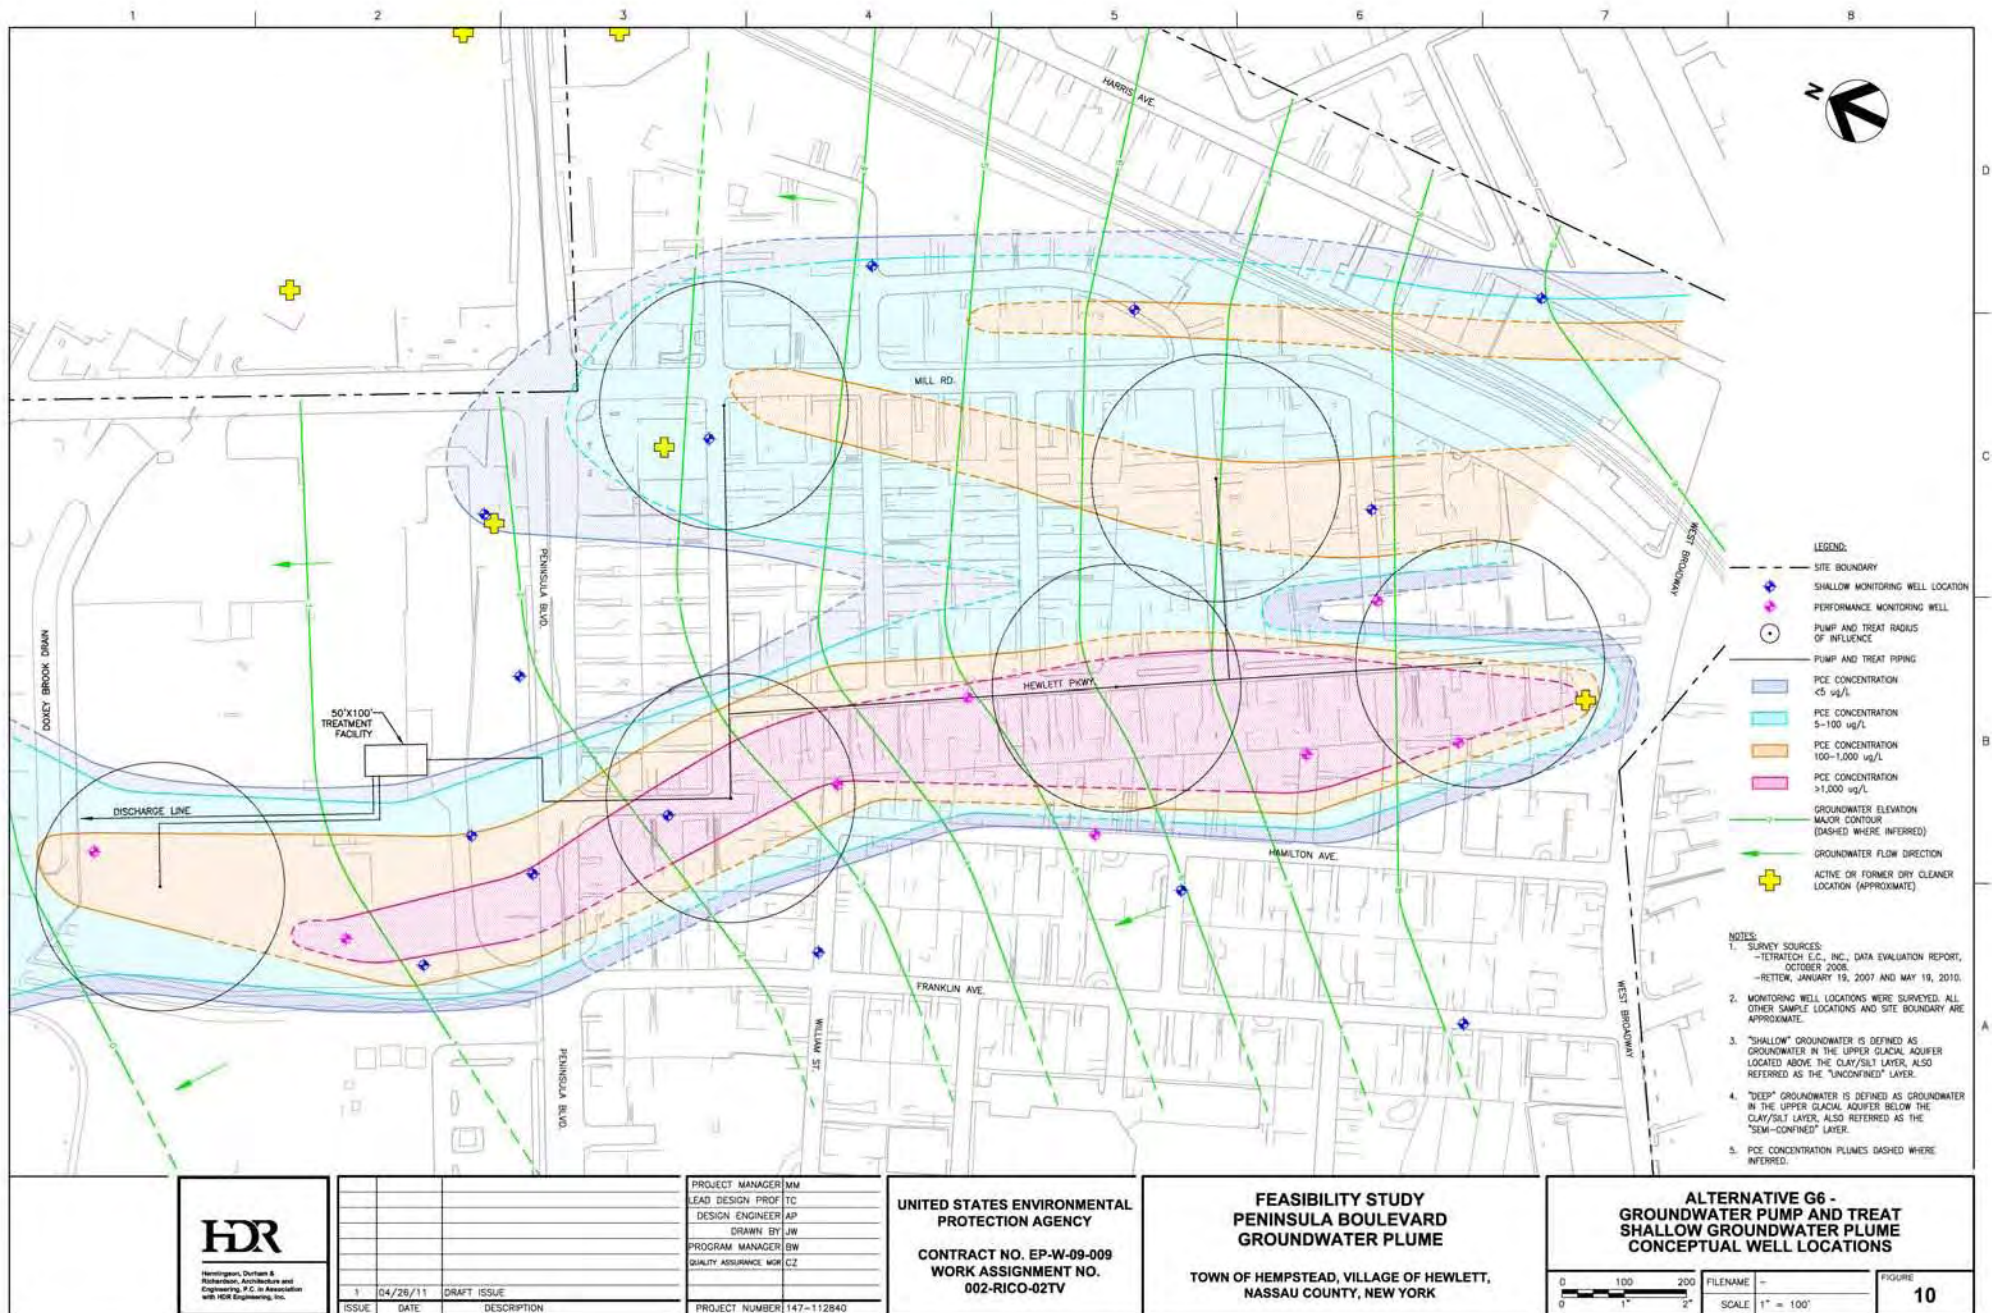 1 2 3 4 5 6 7 8
D
C
B
A
N
HARRIS AVE.
MILL RD.
PENINSULA BLVD.
WEST BROADWAY
DOXEY BROOK DRAIN
50'X100'
TREATMENT
FACILITY
HEWLETT PKWY.
DISCHARGE LINE
HAMILTON AVE.
FRANKLIN AVE.
WILLIAM ST.
PENINSULA BLVD.
WEST BROADWAY
LEGEND:
SITE BOUNDARY
SHALLOW MONITORING WELL LOCATION
PERFORMANCE MONITORING WELL
PUMP AND TREAT RADIUS
OF INFLUENCE
PUMP AND TREAT PIPING
PCE CONCENTRATION
<5 ug/L
PCE CONCENTRATION
5-100 ug/L
PCE CONCENTRATION
100-1,000 ug/L
PCE CONCENTRATION
>1,000 ug/L
GROUNDWATER ELEVATION
MAJOR CONTOUR
(DASHED WHERE INFERRED)
GROUNDWATER FLOW DIRECTION
ACTIVE OR FORMER DRY CLEANER
LOCATION (APPROXIMATE)
NOTES:
1. SURVEY SOURCES:
-TETRATECH E.C., INC., DATA EVALUATION REPORT,
OCTOBER 2008.
-RETTEW, JANUARY 19, 2007 AND MAY 19, 2010.
2. MONITORING WELL LOCATIONS WERE SURVEYED. ALL
OTHER SAMPLE LOCATIONS AND SITE BOUNDARY ARE
APPROXIMATE.
3. "SHALLOW" GROUNDWATER IS DEFINED AS
GROUNDWATER IN THE UPPER GLACIAL AQUIFER
LOCATED ABOVE THE CLAY/SILT LAYER, ALSO
REFERRED AS THE "UNCONFINED" LAYER.
4. "DEEP" GROUNDWATER IS DEFINED AS GROUNDWATER
IN THE UPPER GLACIAL AQUIFER BELOW THE
CLAY/SILT LAYER, ALSO REFERRED AS THE
"SEMI-CONFINED" LAYER.
5. PCE CONCENTRATION PLUMES DASHED WHERE
INFERRED.
HDR
Henningson, Durham &
Richardson, Architecture and
Engineering, P.C. in Association
with HDR Engineering, Inc.
1 04/26/11 DRAFT ISSUE
ISSUE DATE DESCRIPTION
PROJECT MANAGER MM
LEAD DESIGN PROF TC
DESIGN ENGINEER AP
DRAWN BY JW
PROGRAM MANAGER BW
QUALITY ASSURANCE MGR CZ
PROJECT NUMBER 147-112840
UNITED STATES ENVIRONMENTAL
PROTECTION AGENCY
CONTRACT NO. EP-W-09-009
WORK ASSIGNMENT NO.
002-RICO-02TV
FEASIBILITY STUDY
PENINSULA BOULEVARD
GROUNDWATER PLUME
TOWN OF HEMPSTEAD, VILLAGE OF HEWLETT,
NASSAU COUNTY, NEW YORK
ALTERNATIVE G6 -
GROUNDWATER PUMP AND TREAT
SHALLOW GROUNDWATER PLUME
CONCEPTUAL WELL LOCATIONS
0 100 200
0 1" 2"
FILENAME -
SCALE 1" = 100'
FIGURE
10